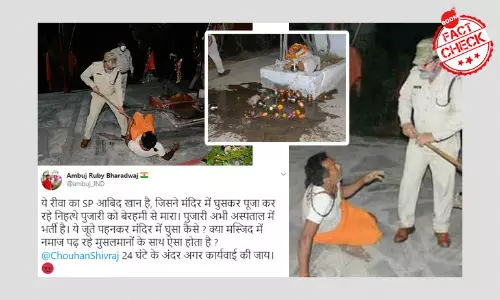 BOOM
FACT
CHECK
Ambuj Ruby Bharadwaj
@ambuj_IND
ये रीवा का SP आबिद खान है, जिसने मंदिर में घुसकर पूजा कर
रहे निहत्थे पुजारी को बेरहमी से मारा। पुजारी अभी अस्पताल में
भर्ती है। ये जूते पहनकर मंदिर में घुसा कैसे ? क्या मस्जिद में
नमाज पढ़ रहे मुसलमानों के साथ ऐसा होता है ?
@ChouhanShivraj 24 घंटे के अंदर अगर कार्यवाई की जाय।